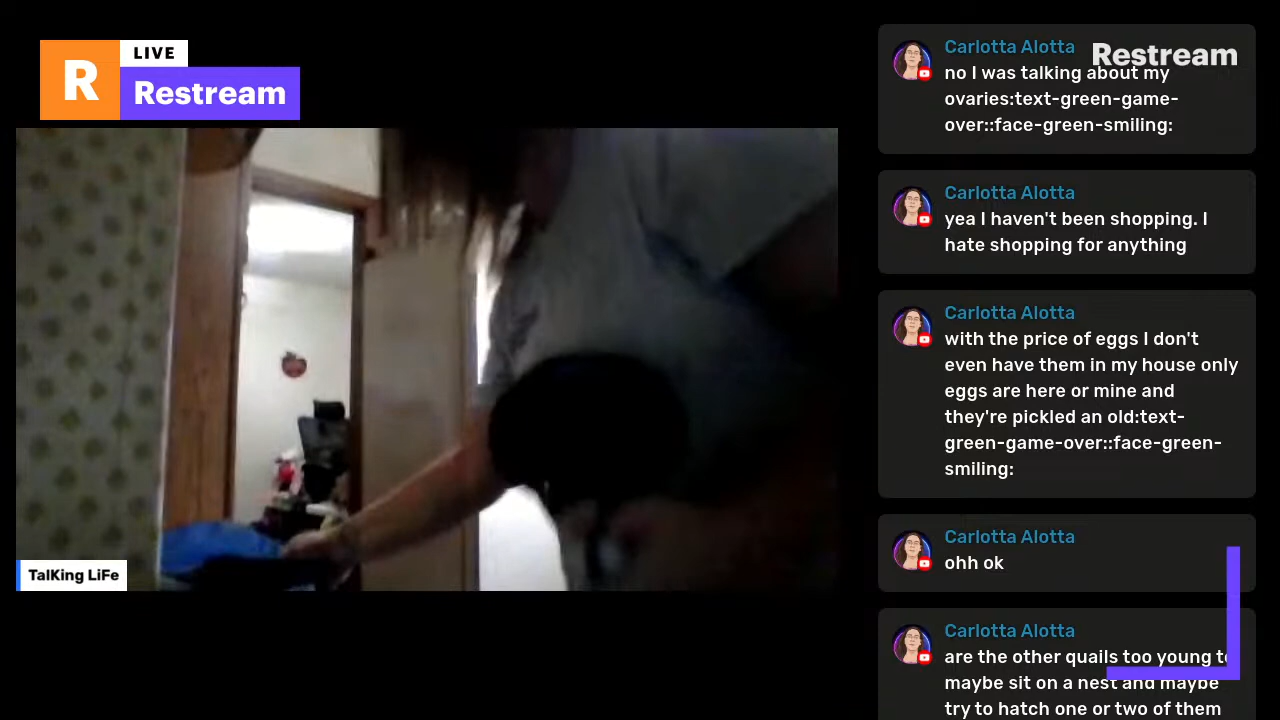 R
LIVE
Restream
TalKing LiFe
Restream
Carlotta Alotta
no I was talking about my
ovaries:text-green-game-
over::face-green-smiling:
Carlotta Alotta
yea I haven't been shopping. I
hate shopping for anything
Carlotta Alotta
with the price of eggs I don't
even have them in my house only
eggs are here or mine and
they're pickled an old:text-
green-game-over::face-green-
smiling:
Carlotta Alotta
ohh ok
Carlotta Alotta
are the other quails too young to
maybe sit on a nest and maybe
try to hatch one or two of them